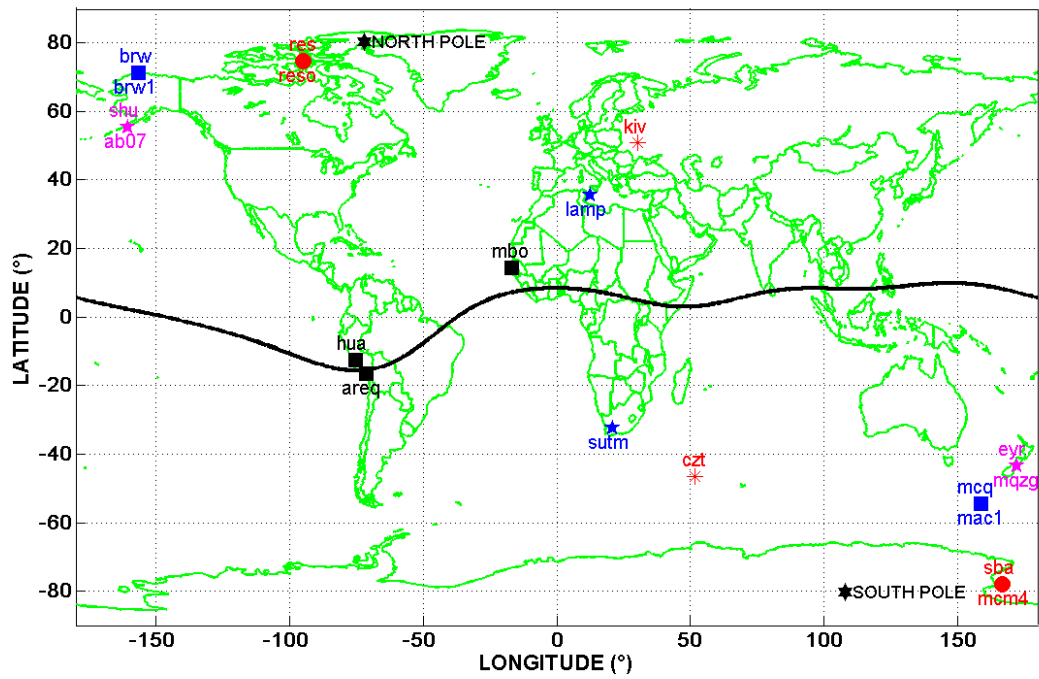 80
60
40
20
0
-20
-40
-60
-80
LATITUDE (°)
brw
brw1
shu
ab07
res
reso
NORTH POLE
kiv
lamp
mbo
hua
areq
sutm
czt
eyr
mqzg
mcq
mac1
sba
mcm4
SOUTH POLE
-150
-100
-50
0
50
100
150
LONGITUDE (°)